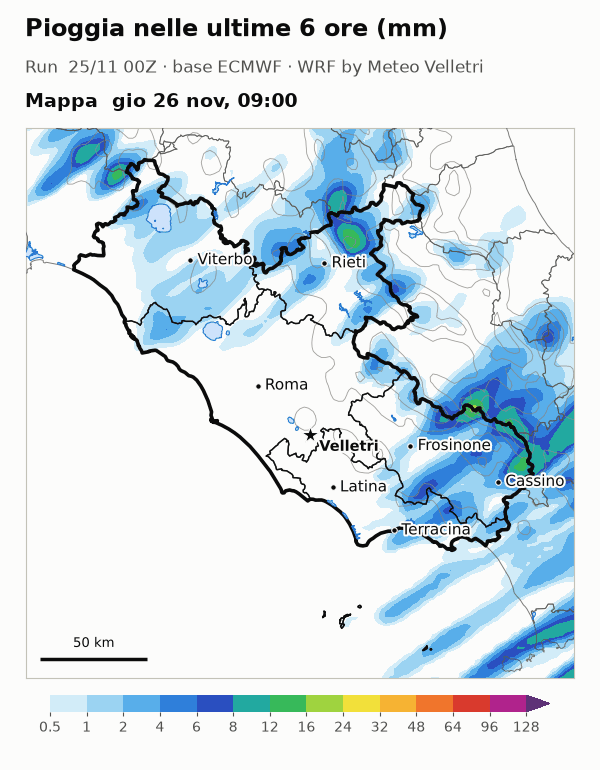 Pioggia nelle ultime 6 ore (mm)
Run  25/11 00Z · base ECMWF · WRF by Meteo Velletri
Mappa  gio 26 nov, 09:00
Viterbo
Rieti
Roma
Velletri
Frosinone
Latina
Cassino
Terracina
50 km
0.5 1 2 4 6 8 12 16 24 32 48 64 96 128